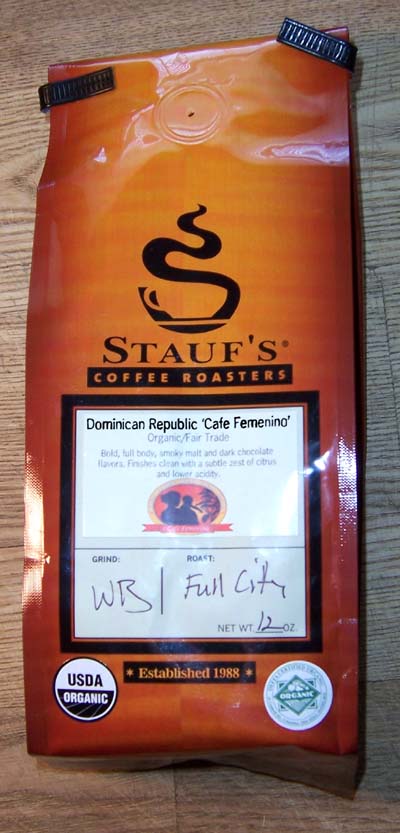 STAUF'S®
COFFEE ROASTERS
Dominican Republic 'Cafe Femenino'
Organic/Fair Trade
Bold, full body, smoky malt and dark chocolate
flavors. Finishes clean with a subtle zest of citrus
and lower acidity.
Café Femenino
GRIND: ROAST:
WB | Full City
NET WT. 12 OZ.
* Established 1988 *
USDA
ORGANIC
ORGANIC